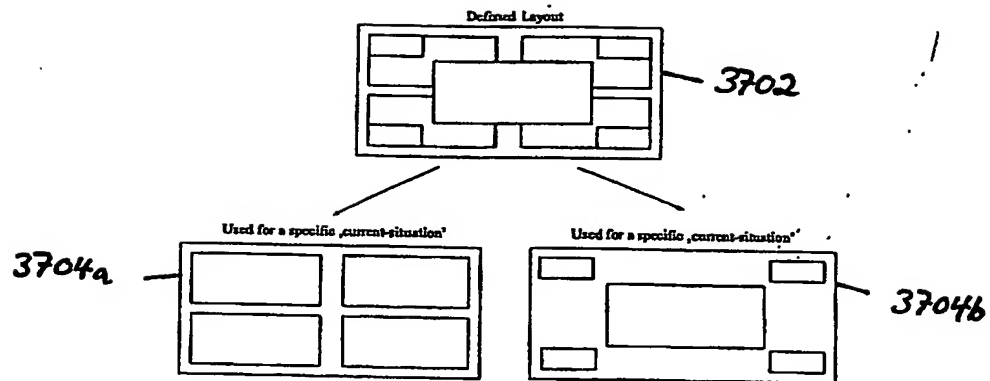 Defined Layout
3702
Used for a specific „current-situation”
Used for a specific „current-situation”
3704a
3704b